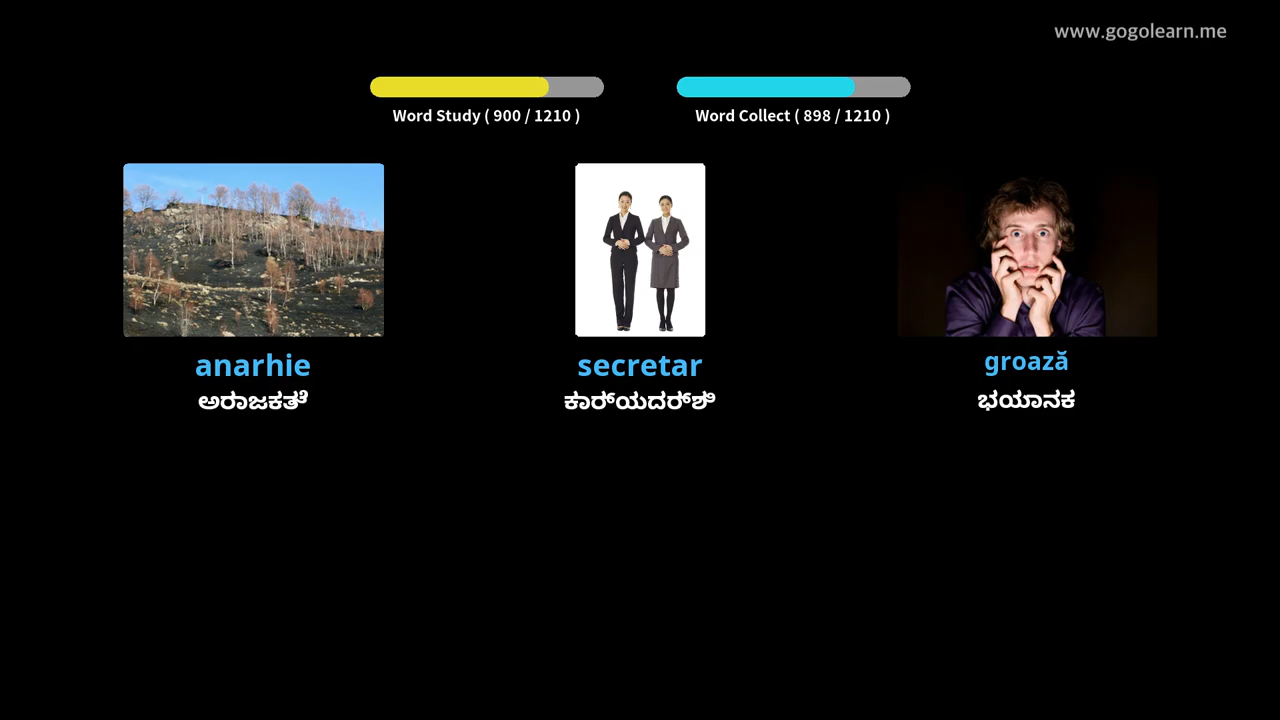 www.gogolearn.me
Word Study ( 900 / 1210 )
Word Collect ( 898 / 1210 )
anarhie
ಅರಾಜಕತೆ
secretar
ಕಾರ್ಯದರ್ಶಿ
groază
ಭಯಾನಕ